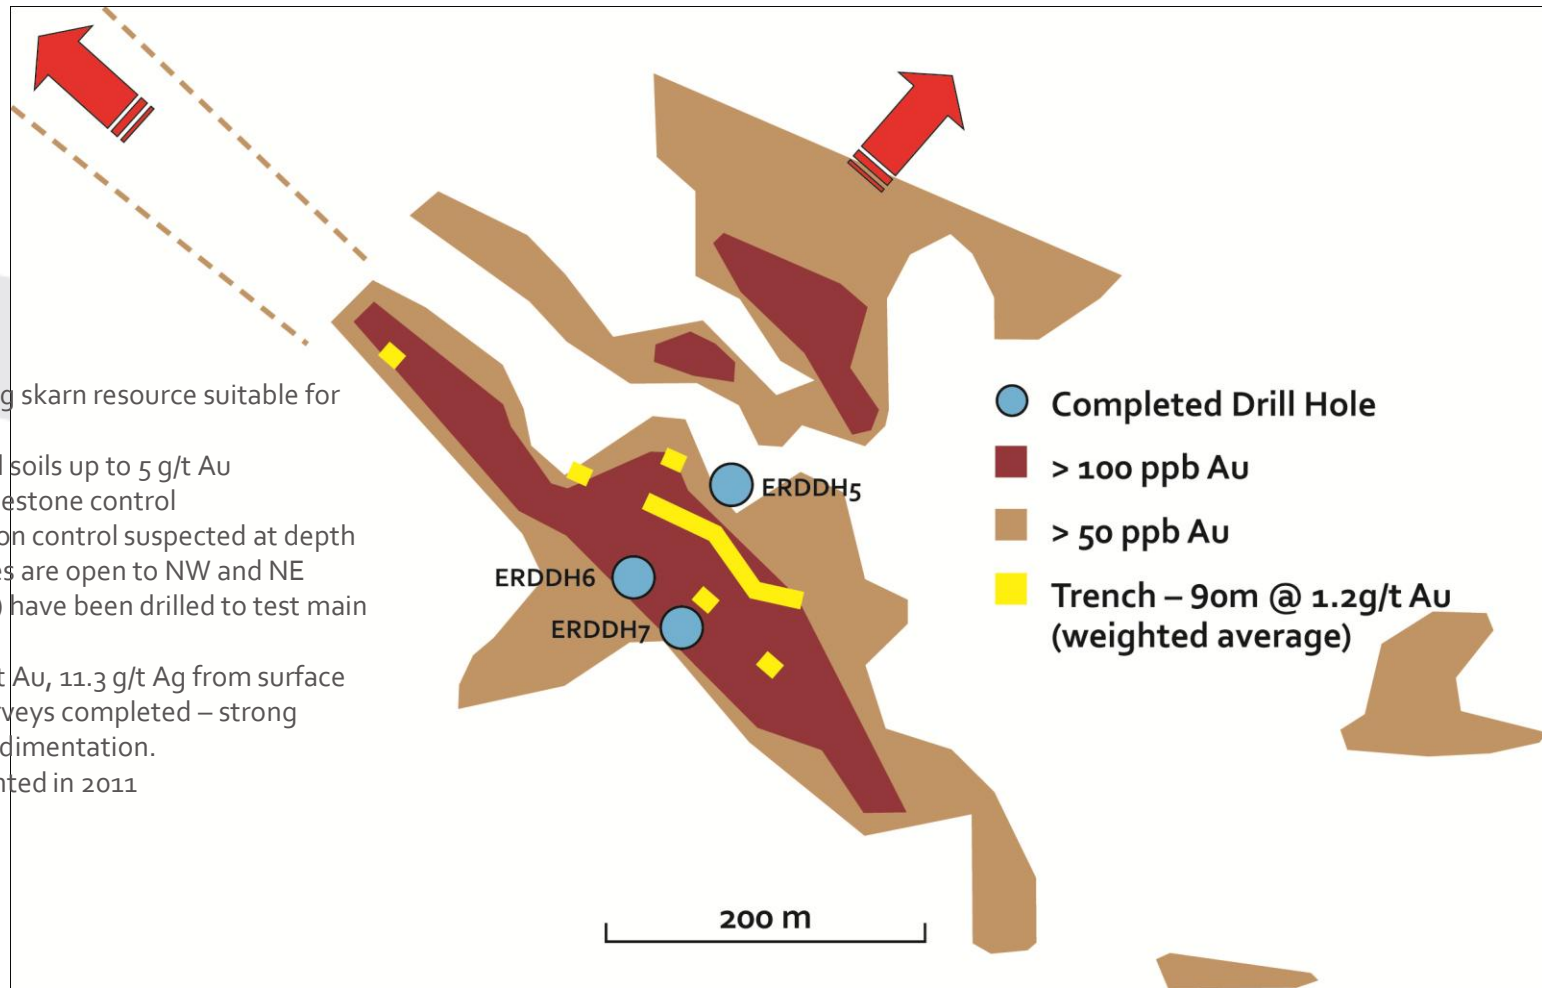 g skarn resource suitable for
l soils up to 5 g/t Au
estone control
on control suspected at depth
es are open to NW and NE
) have been drilled to test main
t Au, 11.3 g/t Ag from surface
rveys completed – strong
dimentation.
nted in 2011
ERDDH5
ERDDH6
ERDDH7
Completed Drill Hole
> 100 ppb Au
> 50 ppb Au
Trench – 90m @ 1.2g/t Au
(weighted average)
200 m